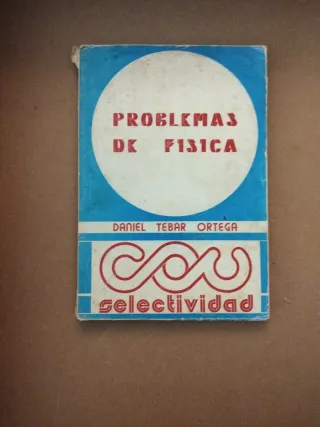 PROBLEMAS
DE FISICA
DANIEL TEBAR ORTEGA
COU
selectividad